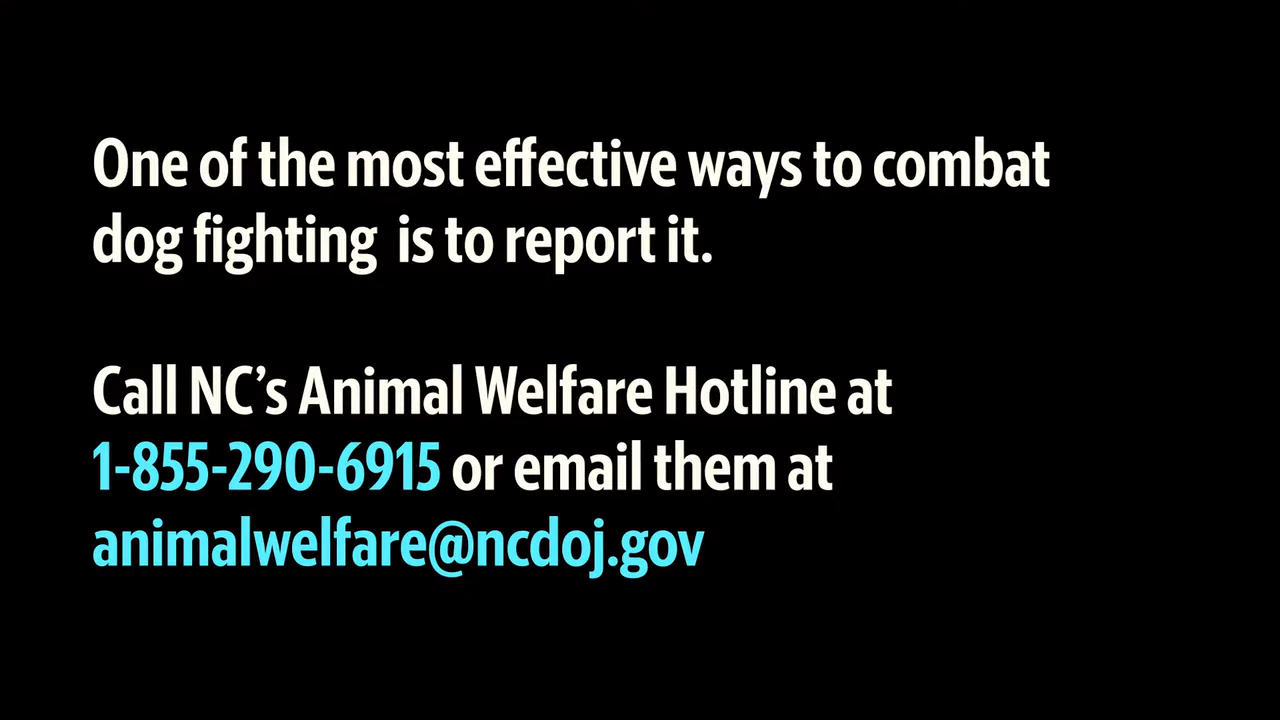 One of the most effective ways to combat
dog fighting  is to report it.
Call NC’s Animal Welfare Hotline at
1-855-290-6915 or email them at
animalwelfare@ncdoj.gov